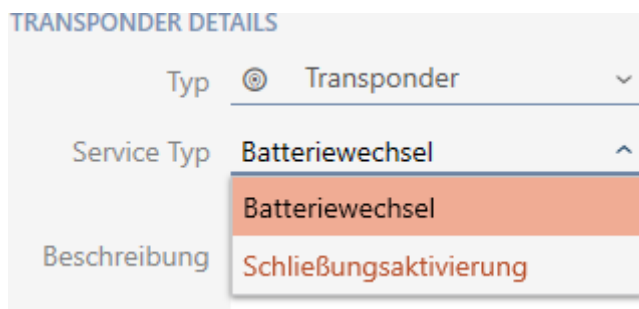 TRANSPONDER DETAILS
Typ Transponder
Service Typ Batteriewechsel
Batteriewechsel
Beschreibung Schließungsaktivierung